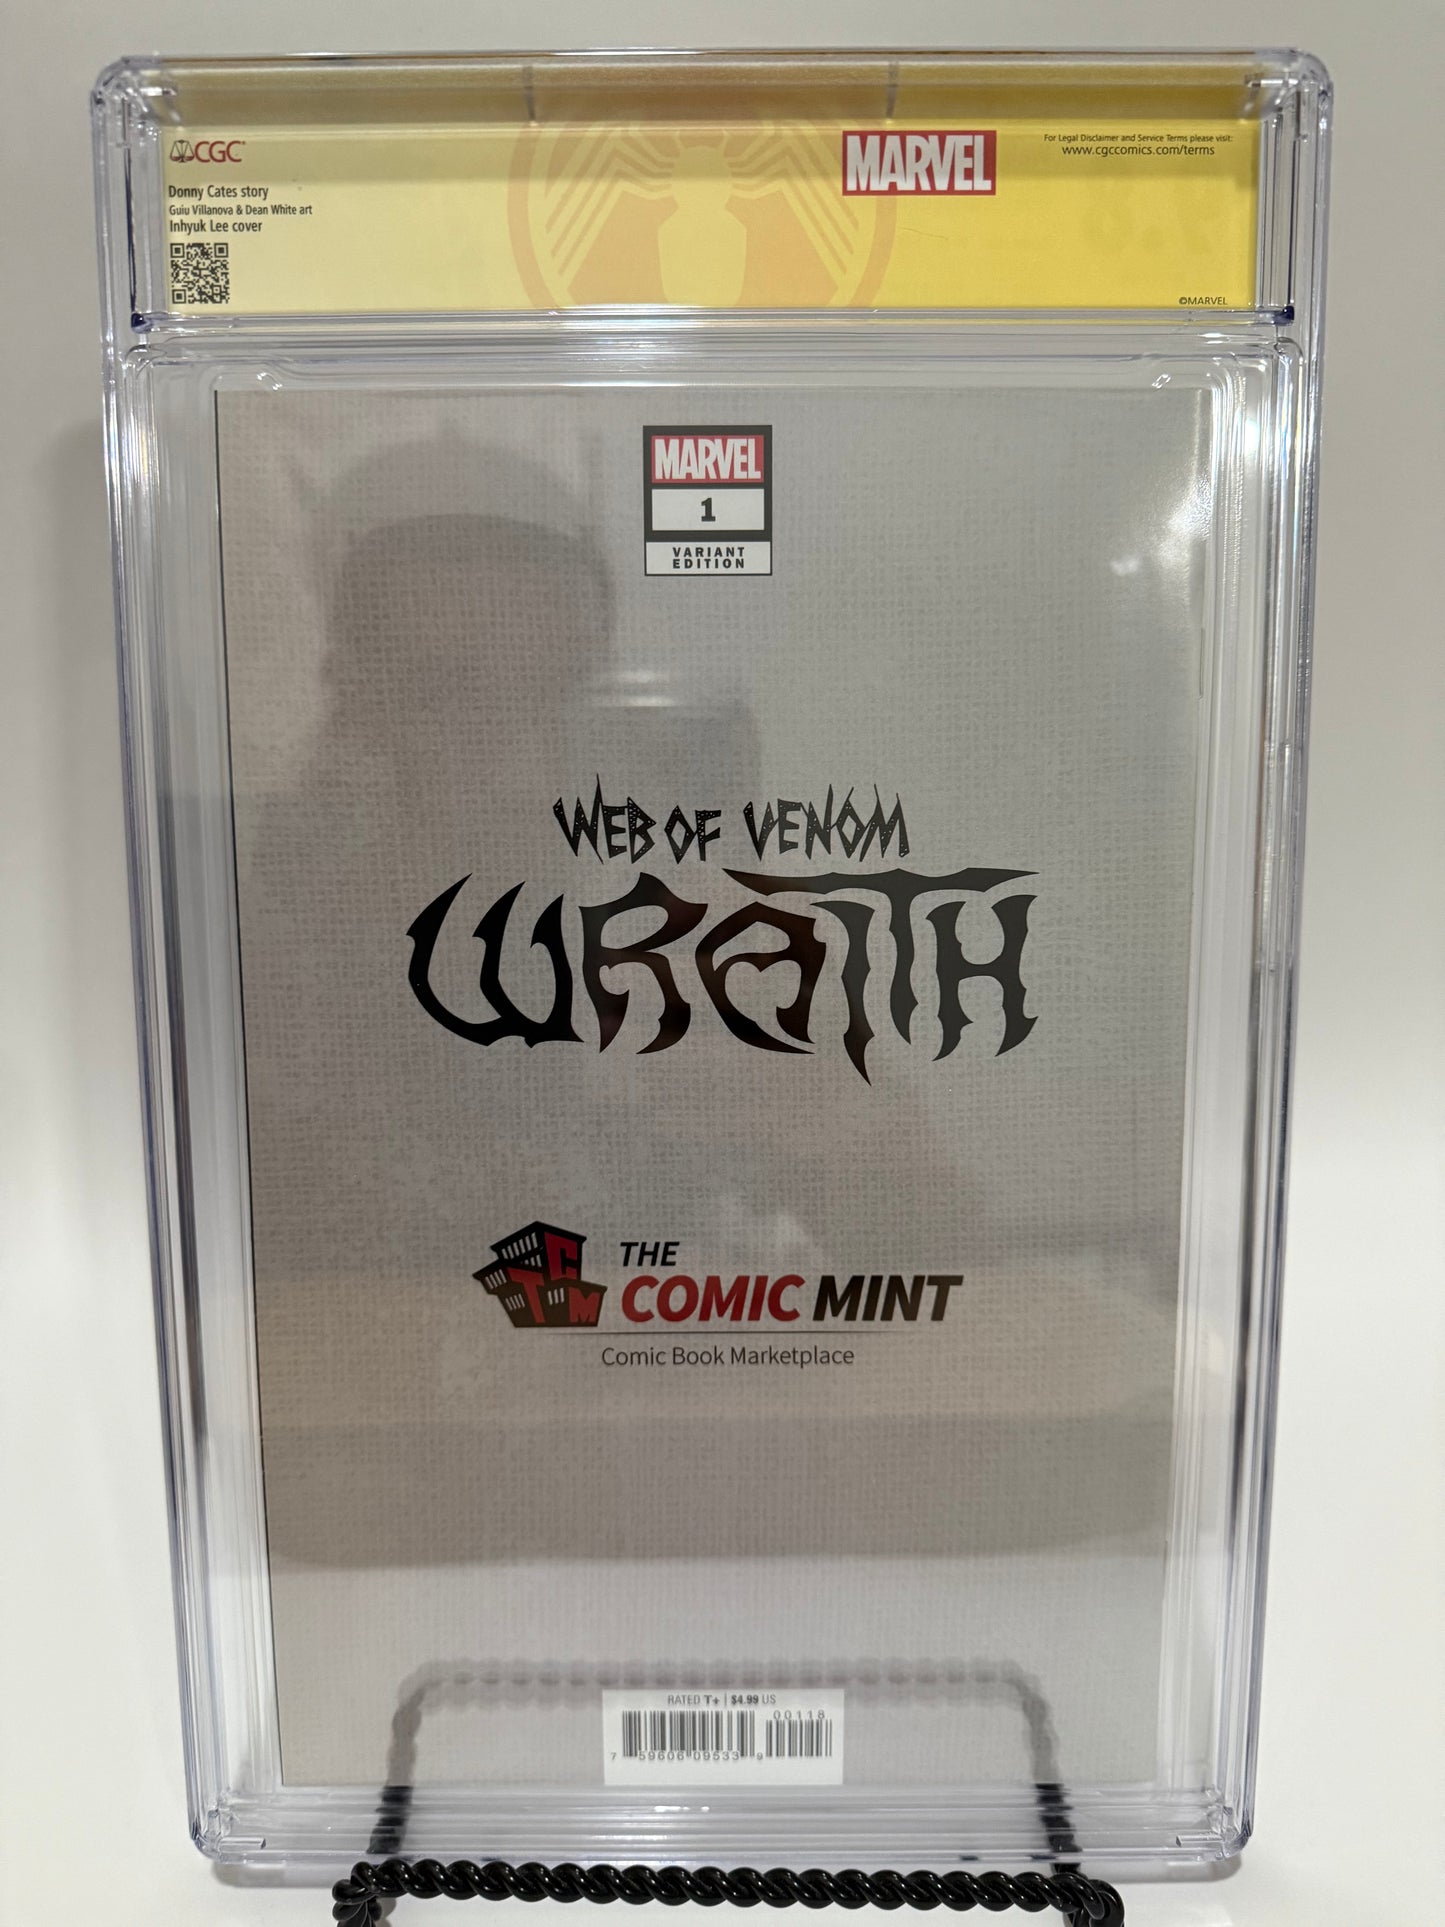 CGC
Donny Cates story
Guiu Villanova & Dean White art
Inhyuk Lee cover
MARVEL
For Legal Disclaimer and Service Terms please visit:
www.cgccomics.com/terms
©MARVEL
MARVEL
1
VARIANT
EDITION
WEB OF VENOM
WRAITH
TCM
THE
COMIC MINT
Comic Book Marketplace
RATED T+ | $4.99 US
00118
7 59606 09533 9